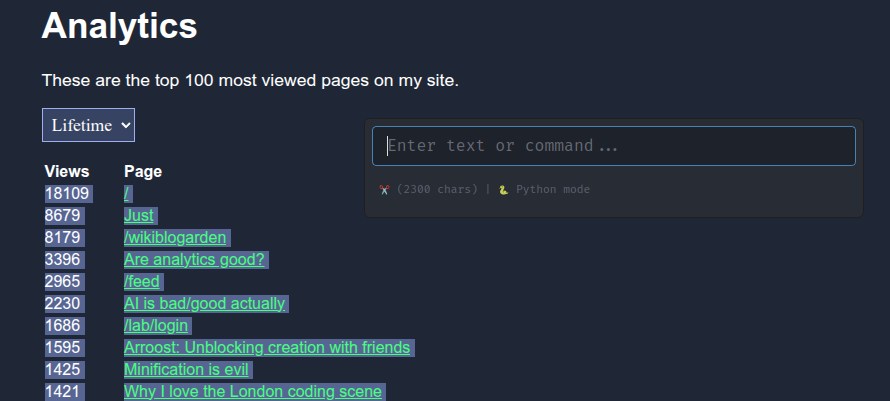 Analytics
These are the top 100 most viewed pages on my site.
Lifetime
Enter text or command...
(2300 chars) | Python mode
Views Page
18109 /
8679 Just
8179 /wikiblogarden
3396 Are analytics good?
2965 /feed
2230 AI is bad/good actually
1686 /lab/login
1595 Arroost: Unblocking creation with friends
1425 Minification is evil
1421 Why I love the London coding scene